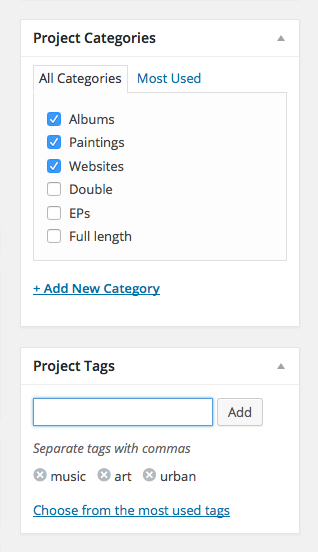 Project Categories
All Categories Most Used
Albums
Paintings
Websites
Double
EPs
Full length
+ Add New Category
Project Tags
Add
Separate tags with commas
music art urban
Choose from the most used tags